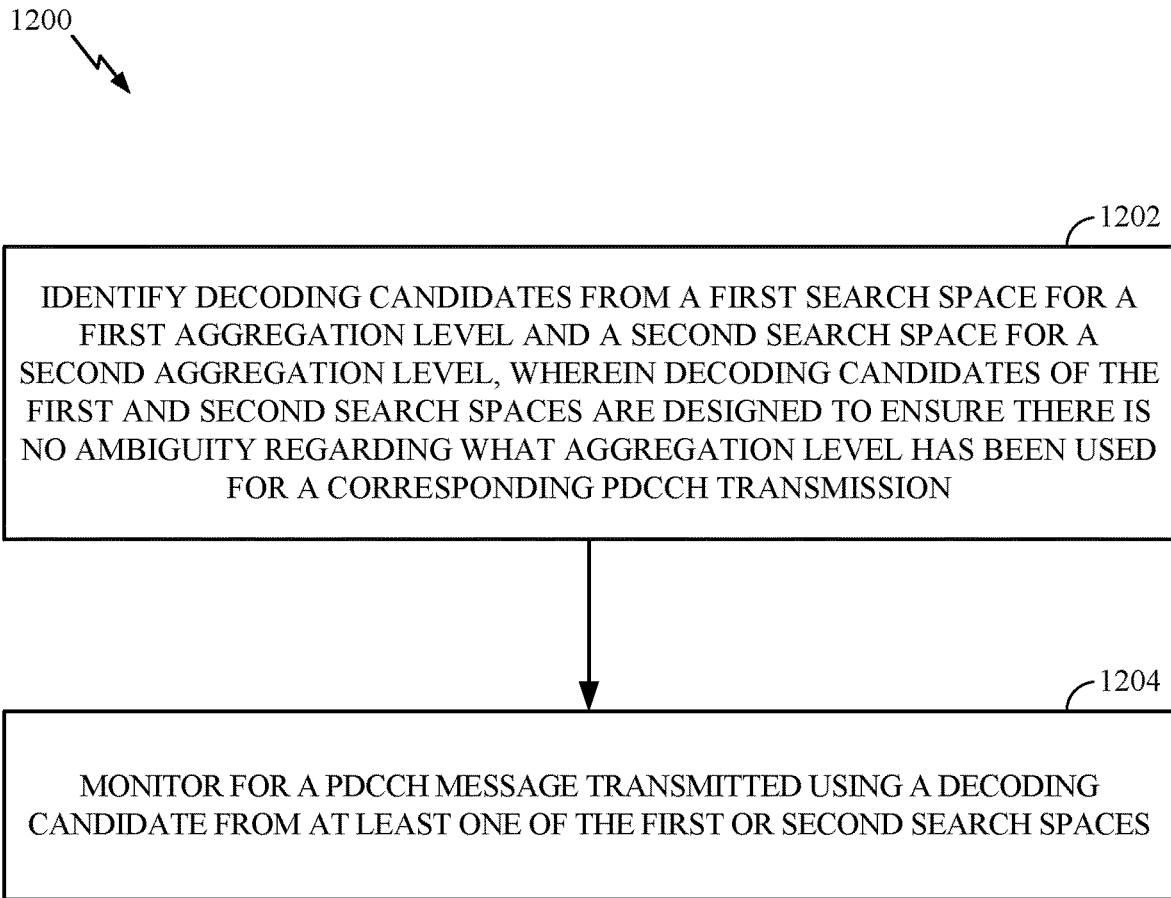 1200
1202
IDENTIFY DECODING CANDIDATES FROM A FIRST SEARCH SPACE FOR A
FIRST AGGREGATION LEVEL AND A SECOND SEARCH SPACE FOR A
SECOND AGGREGATION LEVEL, WHEREIN DECODING CANDIDATES OF THE
FIRST AND SECOND SEARCH SPACES ARE DESIGNED TO ENSURE THERE IS
NO AMBIGUITY REGARDING WHAT AGGREGATION LEVEL HAS BEEN USED
FOR A CORRESPONDING PDCCH TRANSMISSION
1204
MONITOR FOR A PDCCH MESSAGE TRANSMITTED USING A DECODING
CANDIDATE FROM AT LEAST ONE OF THE FIRST OR SECOND SEARCH SPACES